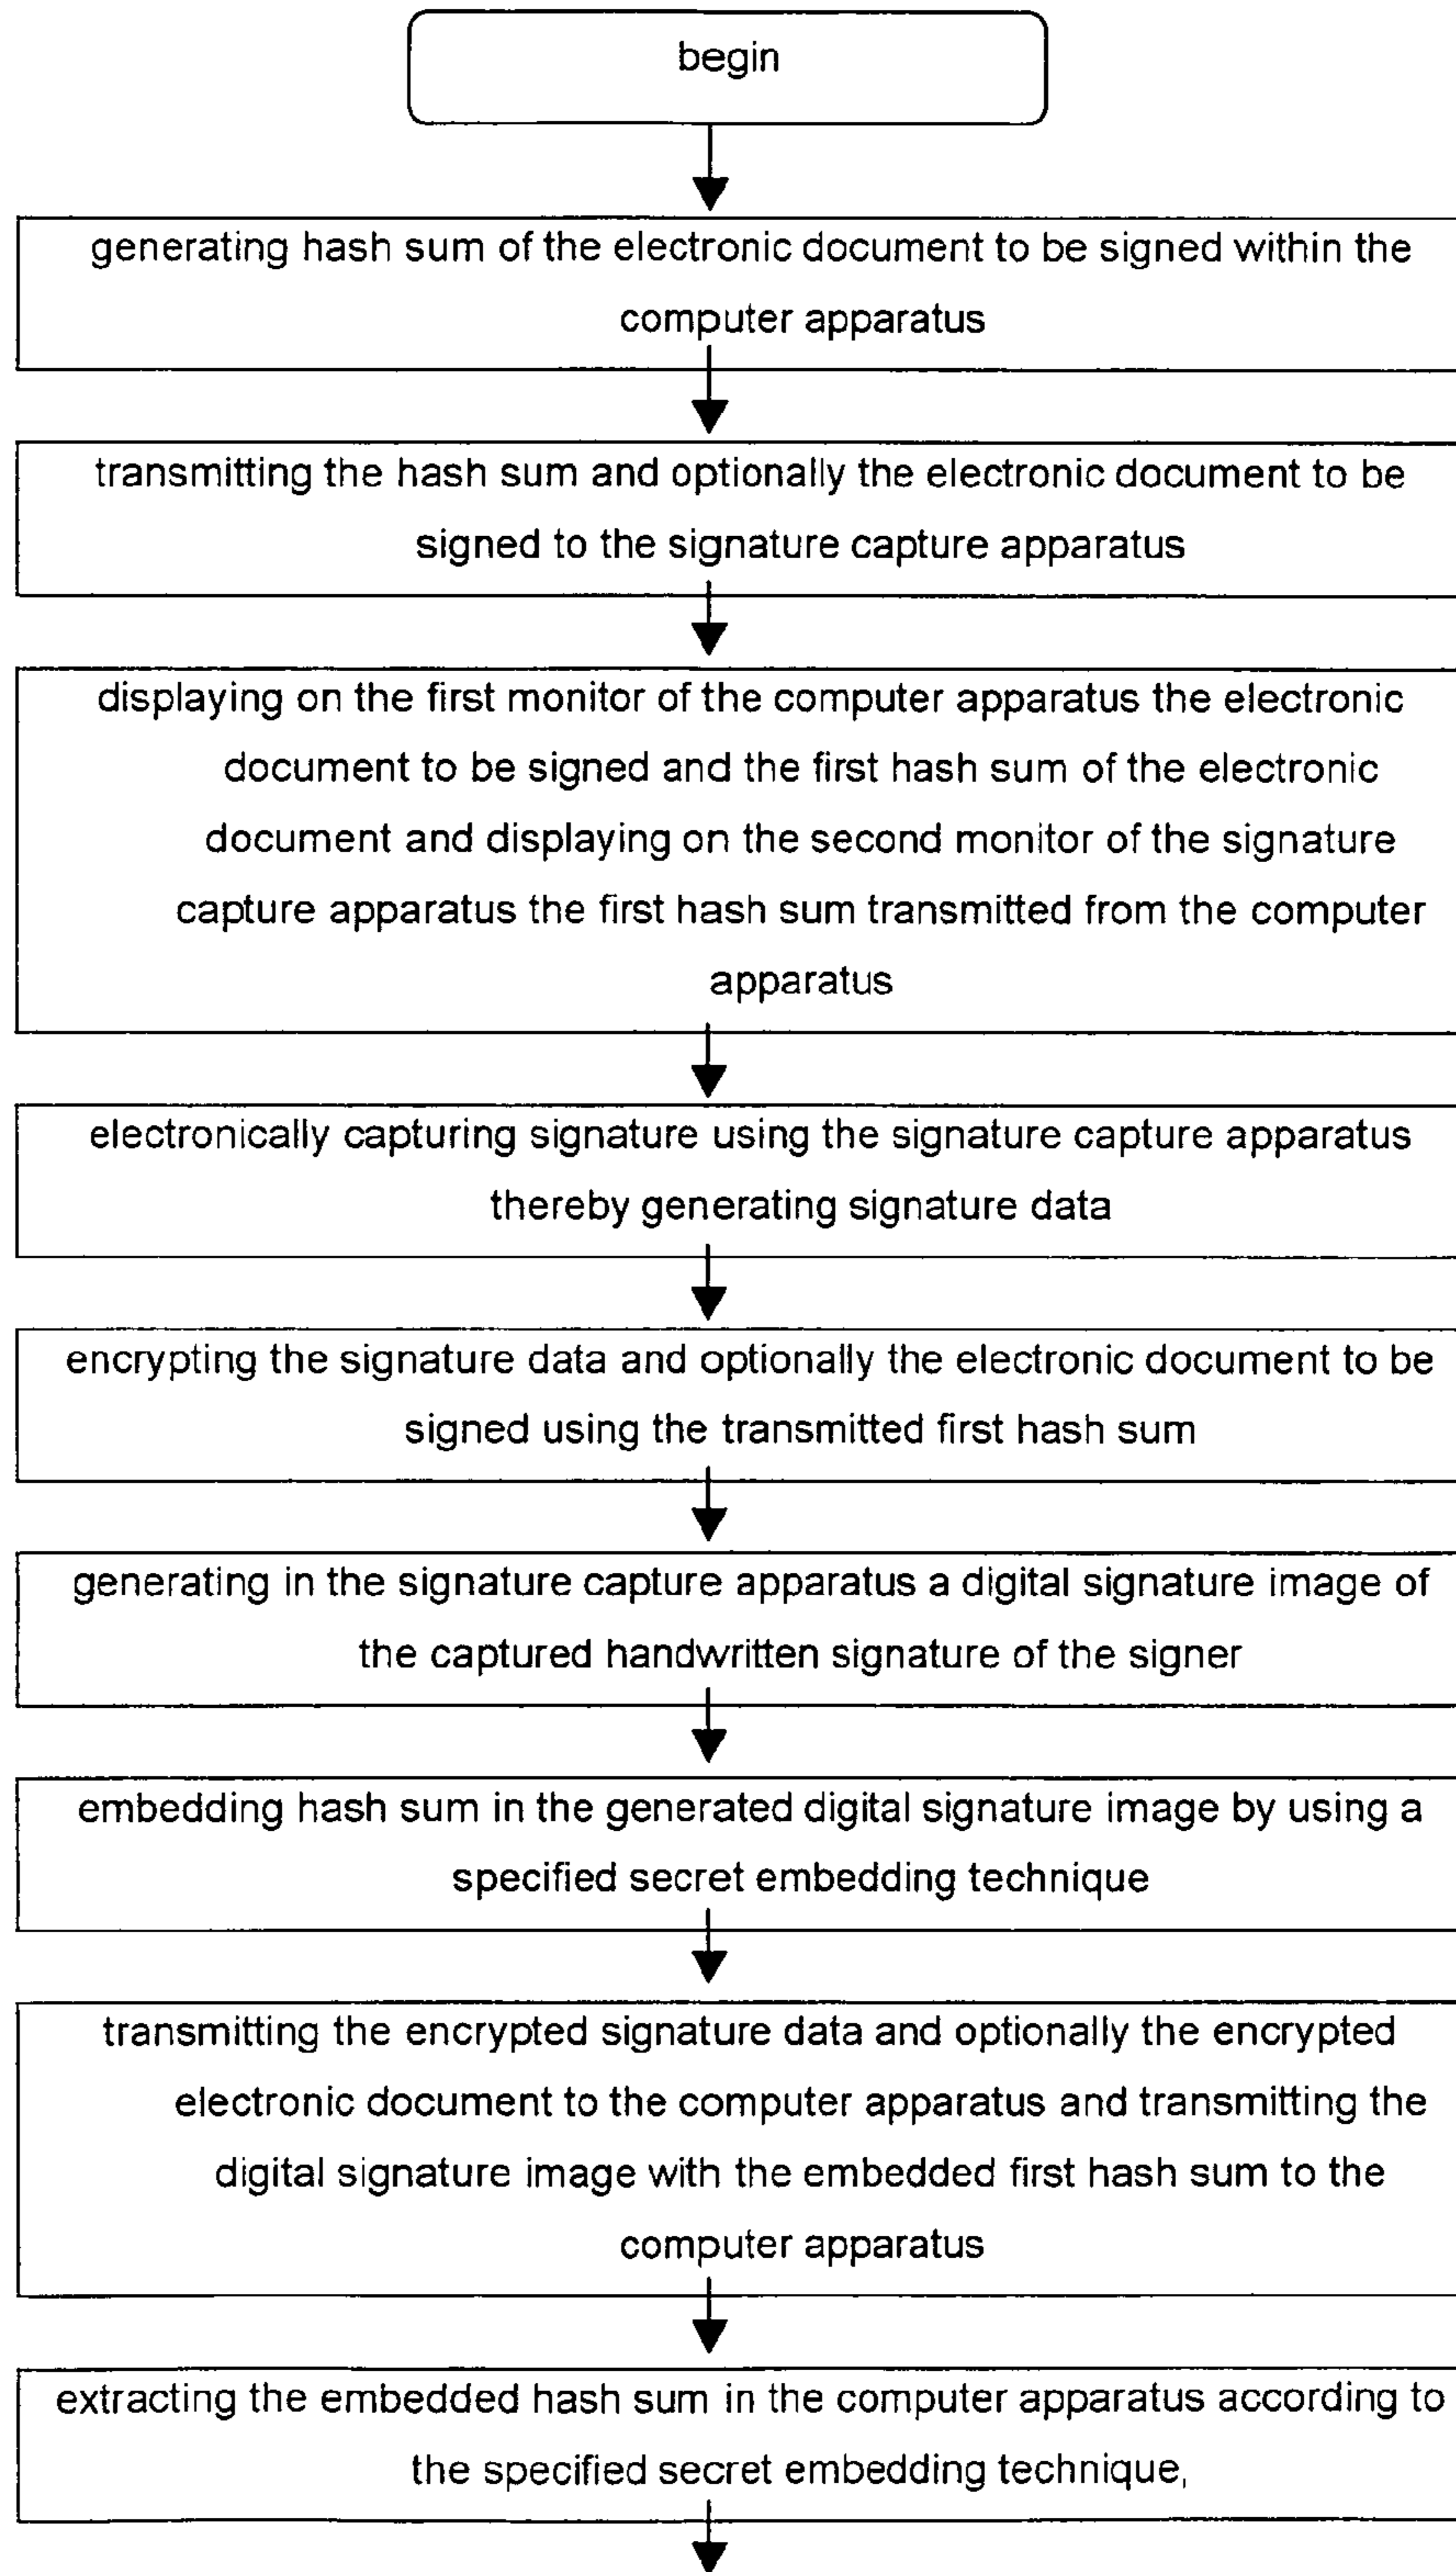 begin
generating hash sum of the electronic document to be signed within the
computer apparatus
transmitting the hash sum and optionally the electronic document to be
signed to the signature capture apparatus
displaying on the first monitor of the computer apparatus the electronic
document to be signed and the first hash sum of the electronic
document and displaying on the second monitor of the signature
capture apparatus the first hash sum transmitted from the computer
apparatus
electronically capturing signature using the signature capture apparatus
thereby generating signature data
encrypting the signature data and optionally the electronic document to be
signed using the transmitted first hash sum
generating in the signature capture apparatus a digital signature image of
the captured handwritten signature of the signer
embedding hash sum in the generated digital signature image by using a
specified secret embedding technique
transmitting the encrypted signature data and optionally the encrypted
electronic document to the computer apparatus and transmitting the
digital signature image with the embedded first hash sum to the
computer apparatus
extracting the embedded hash sum in the computer apparatus according to
the specified secret embedding technique,